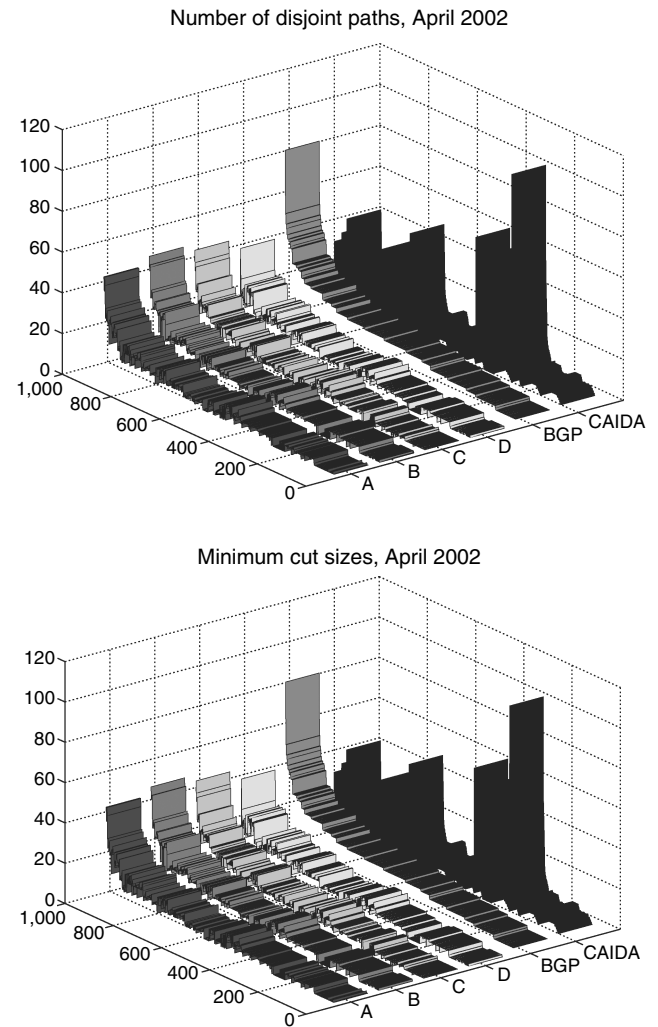 Number of disjoint paths, April 2002
120
100
80
60
40
20
0
1,000
800
600
400
200
0
A
B
C
D
BGP
CAIDA
Minimum cut sizes, April 2002
120
100
80
60
40
20
0
1,000
800
600
400
200
0
A
B
C
D
BGP
CAIDA